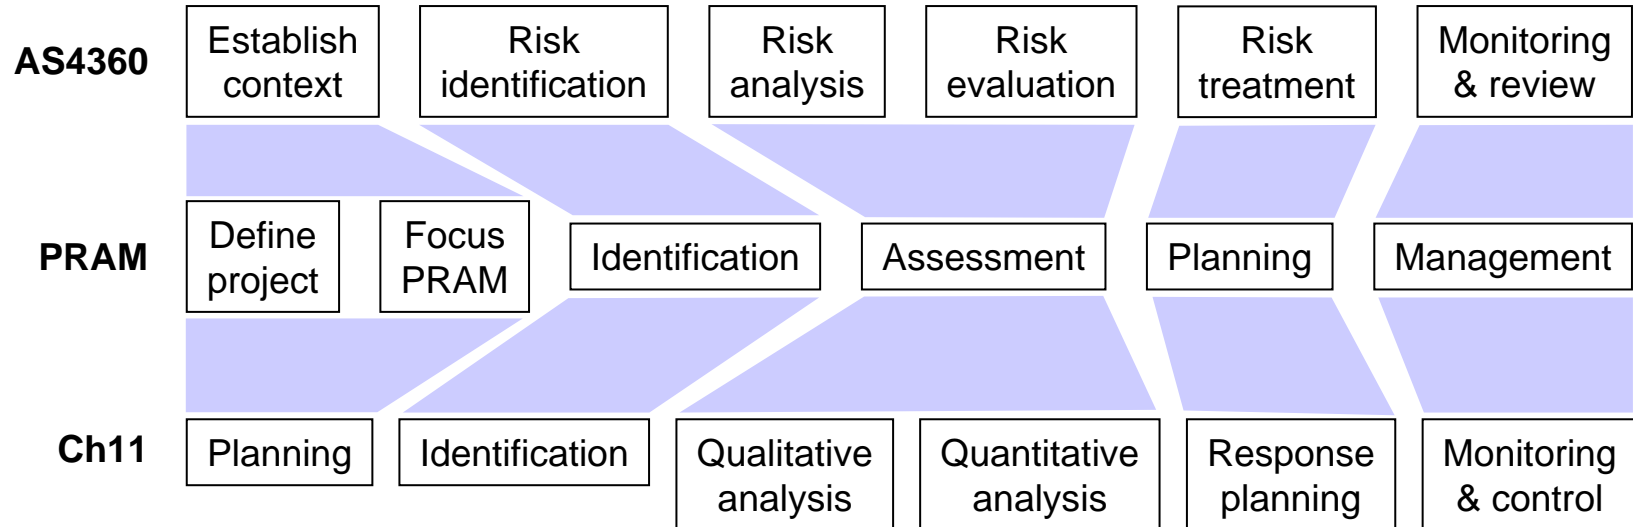 AS4360
Establish
context
Risk
identification
Risk
analysis
Risk
evaluation
Risk
treatment
Monitoring
& review
PRAM
Define
project
Focus
PRAM
Identification
Assessment
Planning
Management
Ch11
Planning
Identification
Qualitative
analysis
Quantitative
analysis
Response
planning
Monitoring
& control